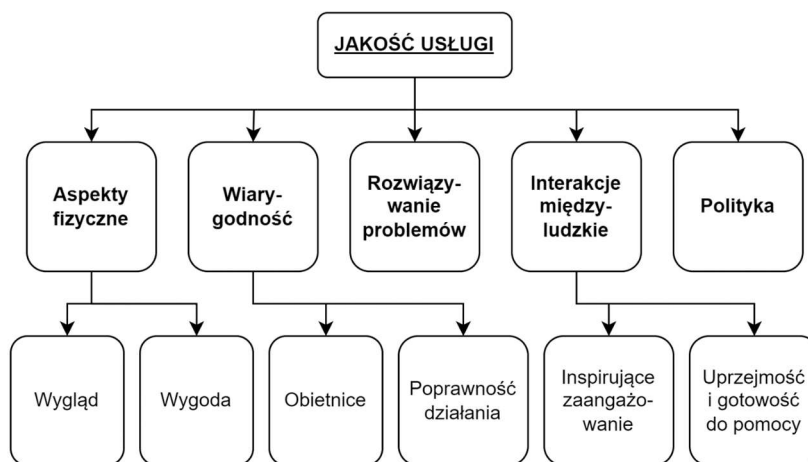 JAKOŚĆ USŁUGI
Aspekty
fizyczne
Wiary-
godność
Rozwiązy-
wanie
problemów
Interakcje
między-
ludzkie
Polityka
Wygląd
Wygoda
Obietnice
Poprawność
działania
Inspirujące
zaangażo-
wanie
Uprzejmość
i gotowość
do pomocy